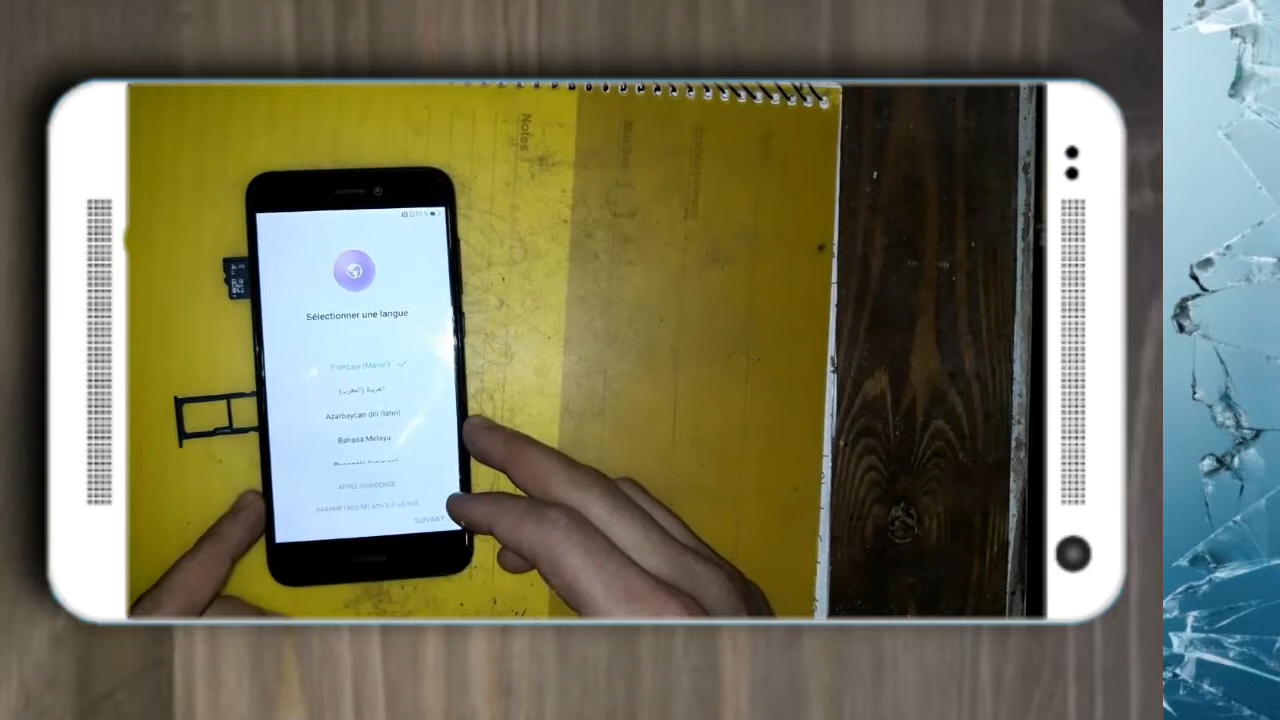 Notes
55 %
Sélectionner une langue
Français (Maroc)
العربية (المغرب)
Azərbaycan dili (latın)
Bahasa Melayu
APPEL D'URGENCE
PARAMÈTRES RELATIFS À LA VUE
SUIVANT